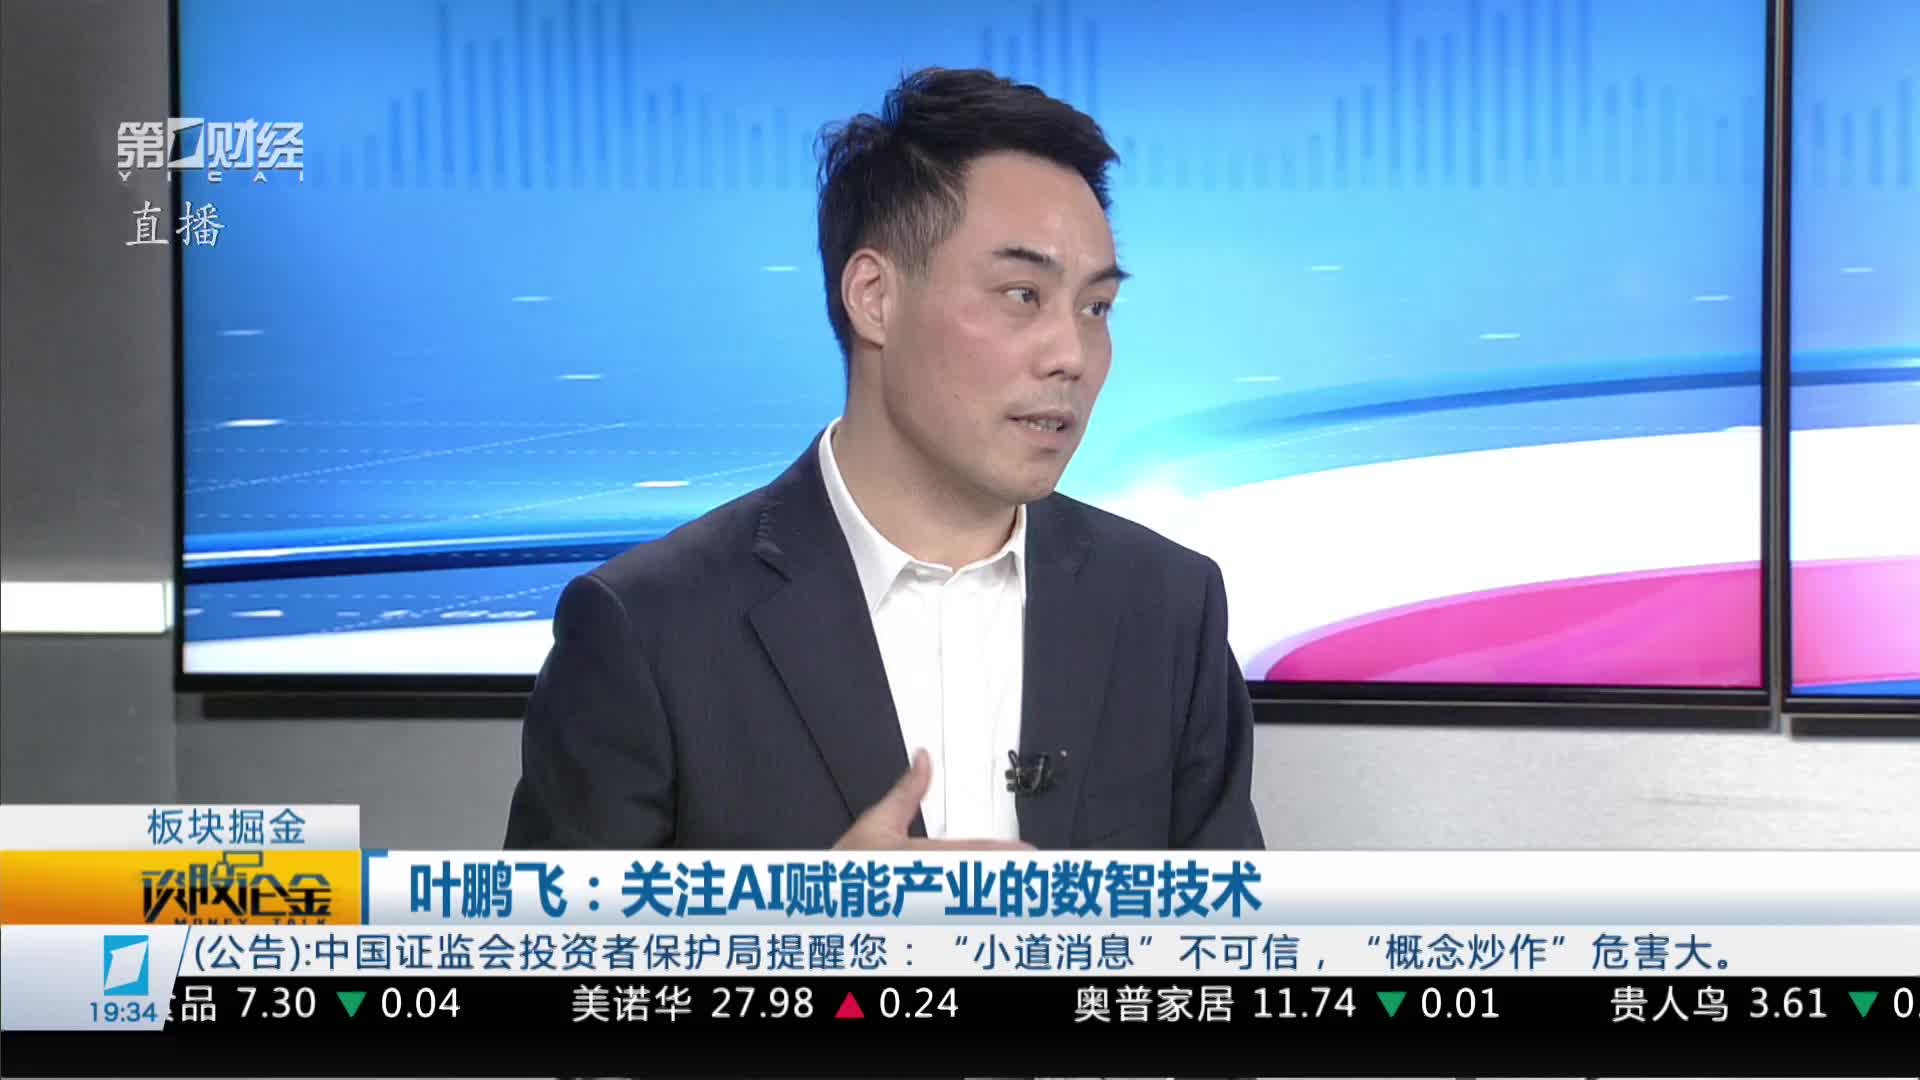 第一财经
YICAI
直播
板块掘金
谈股论金
MONEY TALK
叶鹏飞：关注AI赋能产业的数智技术
(公告):中国证监会投资者保护局提醒您：“小道消息”不可信，“概念炒作”危害大。
19:34
食品 7.30 ▼ 0.04 美诺华 27.98 ▲ 0.24 奥普家居 11.74 ▼ 0.01 贵人鸟 3.61 ▼ 0.